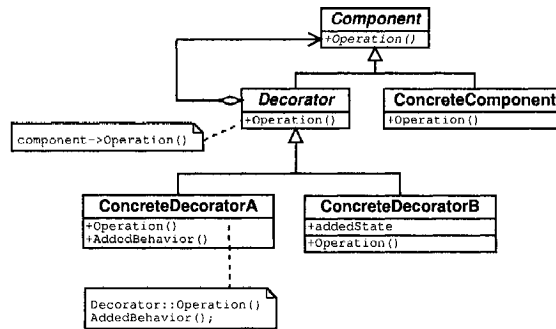 Component
+Operation()
Decorator
+Operation()
ConcreteComponent
+Operation()
component->Operation()
ConcreteDecoratorA
+Operation()
+AddedBehavior()
ConcreteDecoratorB
+addedState
+Operation()
Decorator::Operation()
AddedBehavior();